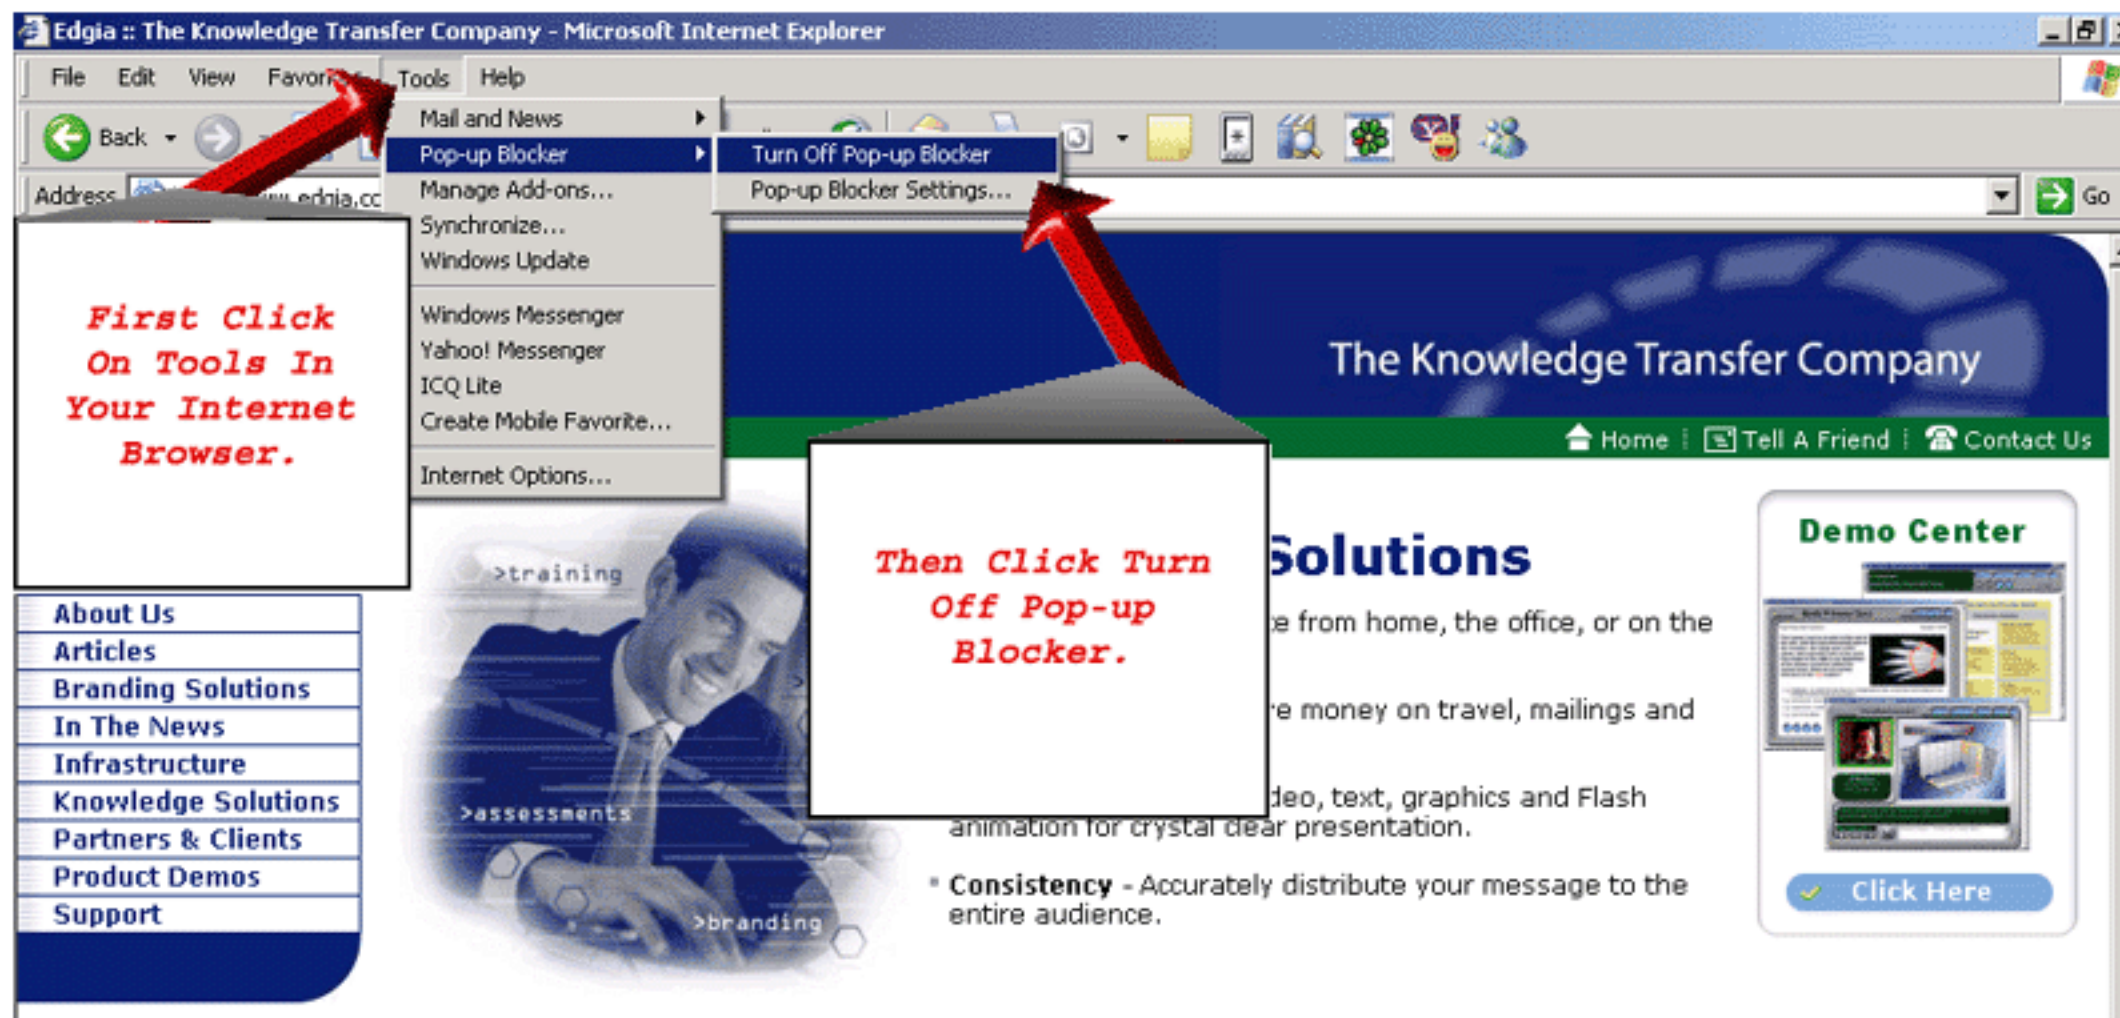 Edgia :: The Knowledge Transfer Company - Microsoft Internet Explorer
File Edit View Tools Help
Back
Address
Go
Mail and News
Pop-up Blocker
Manage Add-ons...
Synchronize...
Windows Update
Windows Messenger
Yahoo! Messenger
ICQ Lite
Create Mobile Favorite...
Internet Options...
Turn Off Pop-up Blocker
Pop-up Blocker Settings...
First Click
On Tools In
Your Internet
Browser.
The Knowledge Transfer Company
Home Tell A Friend Contact Us
Then Click Turn
Off Pop-up
Blocker.
About Us
Articles
Branding Solutions
In The News
Infrastructure
Knowledge Solutions
Partners & Clients
Product Demos
Support
>training
>assessments
>branding
Solutions
from home, the office, or on the
money on travel, mailings and
text, graphics and Flash
animation for crystal clear presentation.
Consistency - Accurately distribute your message to the
entire audience.
Demo Center
Click Here